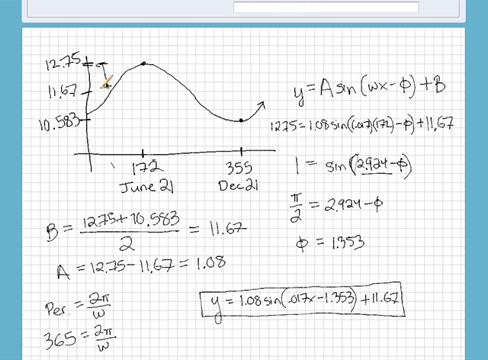 12.75
11.67
10.583
172
June 21
355
Dec 21
B = 12.75 + 10.583 / 2 = 11.67
A = 12.75 - 11.67 = 1.08
Per. = 2π / w
365 = 2π / w
y = A sin(wx - φ) + B
12.75 = 1.08 sin((.017)(172) - φ) + 11.67
1 = sin(2.924 - φ)
π / 2 = 2.924 - φ
φ = 1.353
y = 1.08 sin(.017x - 1.353) + 11.67